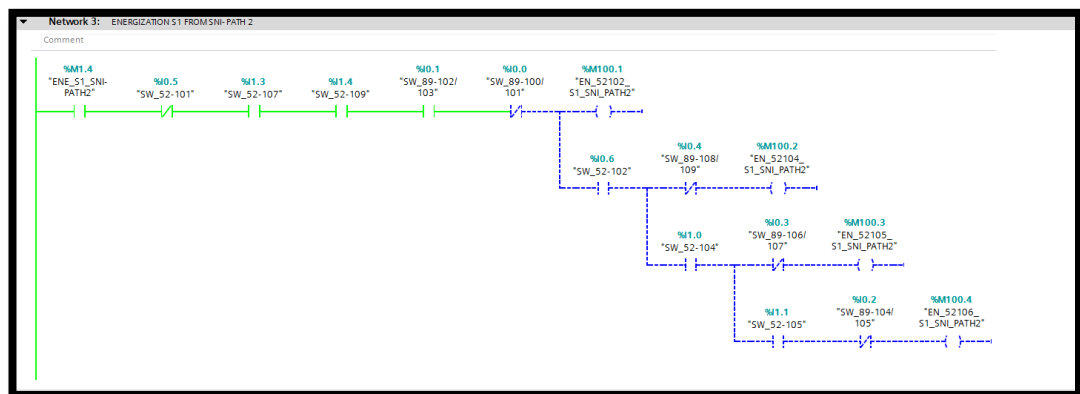 Network 3: ENERGIZATION S1 FROM SNI- PATH 2
Comment
%M1.4
"ENE_S1_SNI-
PATH2"
%I0.5
"SW_52-101"
%I1.3
"SW_52-107"
%I1.4
"SW_52-109"
%I0.1
"SW_89-102/
103"
%I0.0
"SW_89-100/
101"
%M100.1
"EN_52102_
S1_SNI_PATH2"
%I0.6
"SW_52-102"
%I0.4
"SW_89-108/
109"
%M100.2
"EN_52104_
S1_SNI_PATH2"
%I1.0
"SW_52-104"
%I0.3
"SW_89-106/
107"
%M100.3
"EN_52105_
S1_SNI_PATH2"
%I1.1
"SW_52-105"
%I0.2
"SW_89-104/
105"
%M100.4
"EN_52106_
S1_SNI_PATH2"